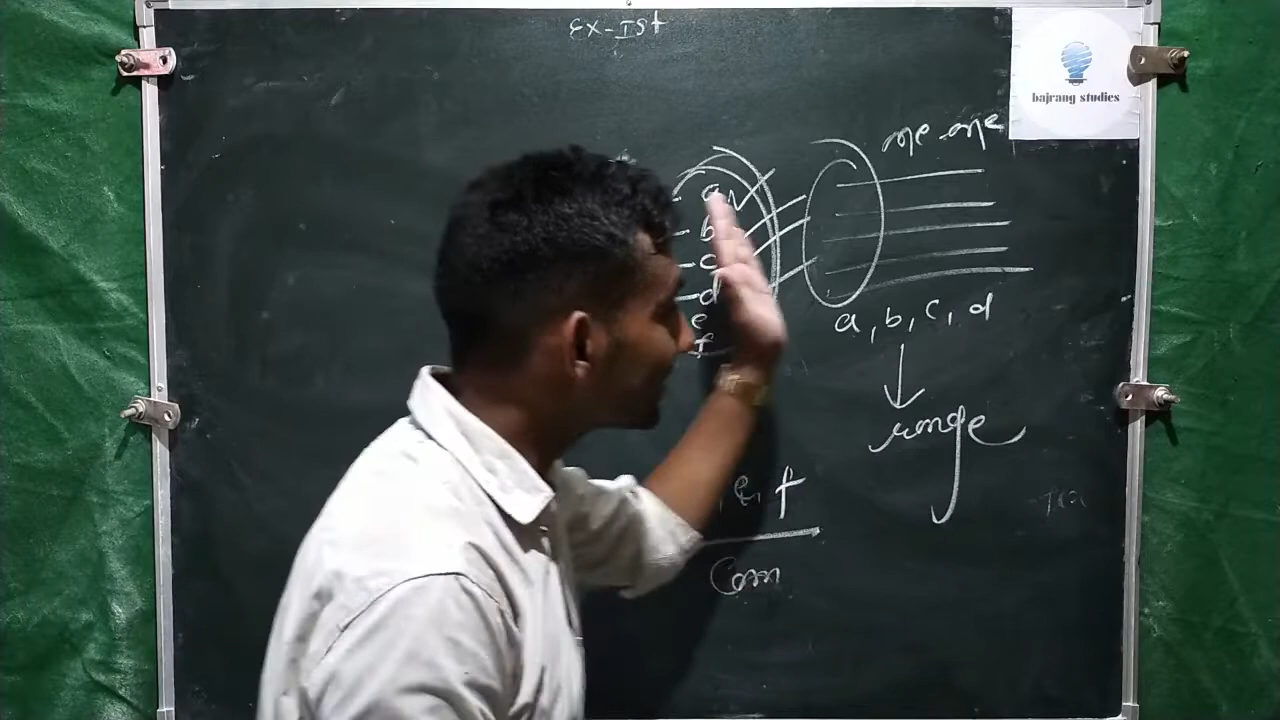 Ex-Ist
bajrang studies
one-one
a
b
c
d
e
f
a, b, c, d
range
, e, f
Com